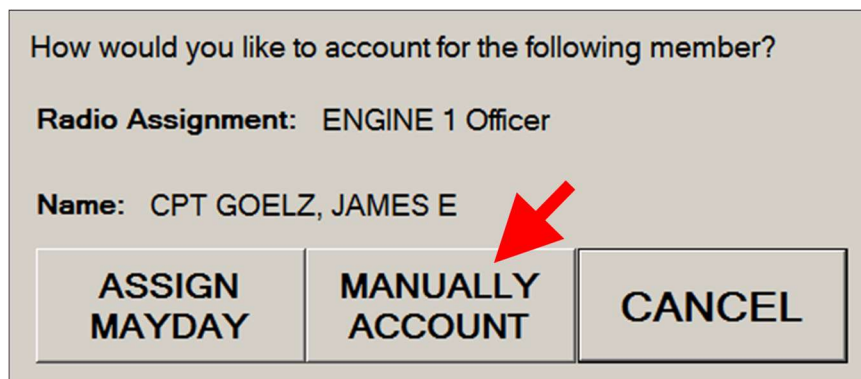 How would you like to account for the following member?
Radio Assignment: ENGINE 1 Officer
Name: CPT GOELZ, JAMES E
ASSIGN MAYDAY
MANUALLY ACCOUNT
CANCEL